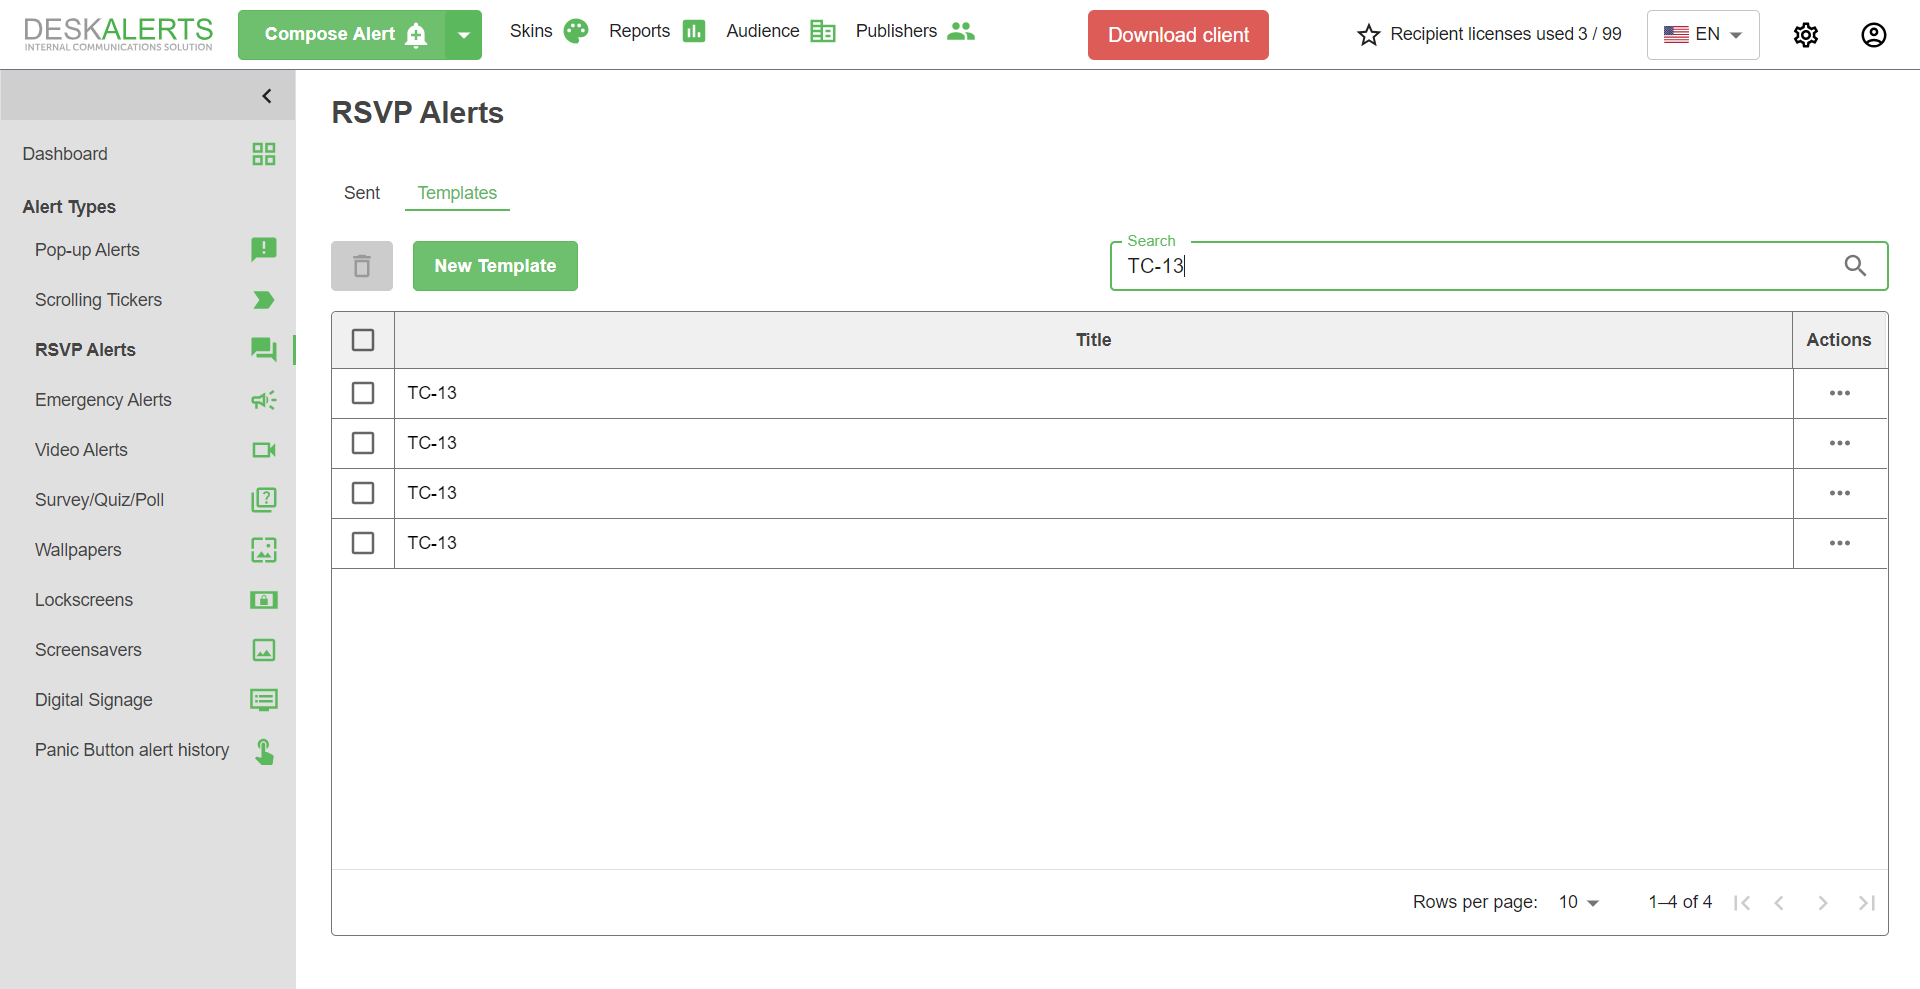 DESKALERTS
INTERNAL COMMUNICATIONS SOLUTION
Compose Alert
Skins
Reports
Audience
Publishers
Download client
Recipient licenses used 3 / 99
EN
Dashboard
Alert Types
Pop-up Alerts
Scrolling Tickers
RSVP Alerts
Emergency Alerts
Video Alerts
Survey/Quiz/Poll
Wallpapers
Lockscreens
Screensavers
Digital Signage
Panic Button alert history
RSVP Alerts
Sent
Templates
New Template
Search
TC-13
Title
Actions
TC-13
TC-13
TC-13
TC-13
Rows per page:
10
1–4 of 4